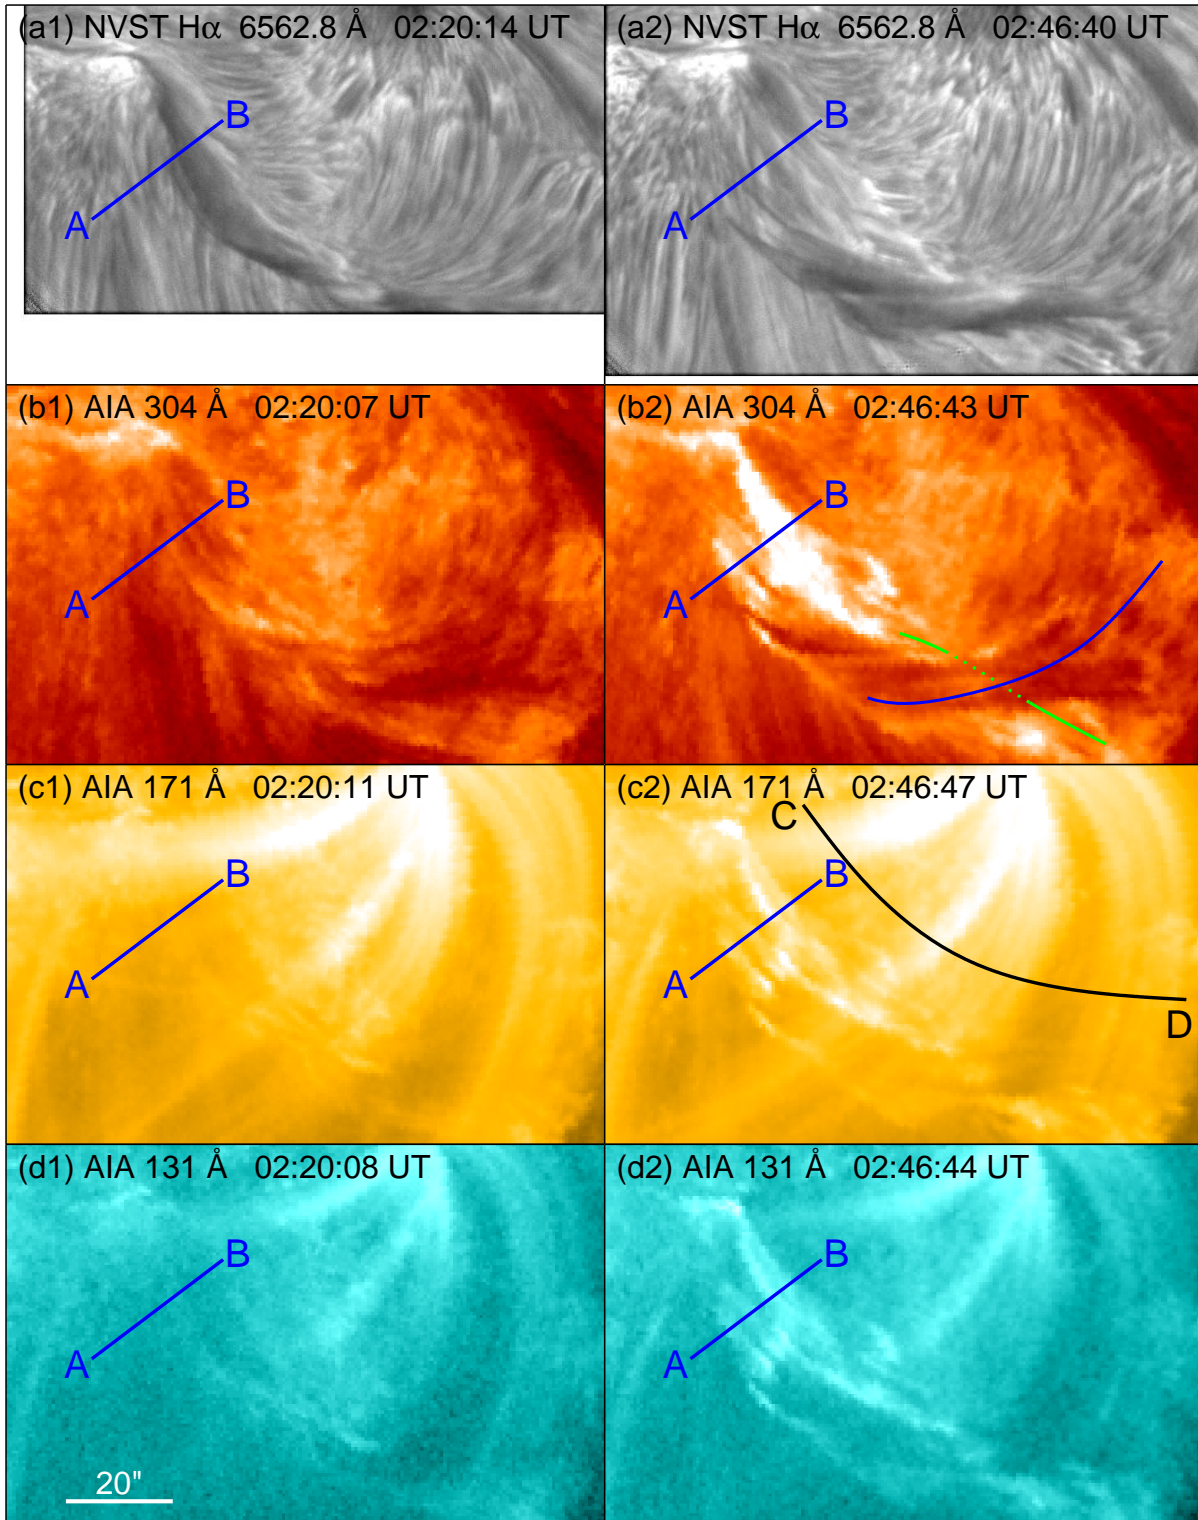 (a1) NVST Hα 6562.8 Å 02:20:14 UT
(a2) NVST Hα 6562.8 Å 02:46:40 UT
B
B
A
A
(b1) AIA 304 Å 02:20:07 UT
(b2) AIA 304 Å 02:46:43 UT
B
B
A
A
(c1) AIA 171 Å 02:20:11 UT
(c2) AIA 171 Å 02:46:47 UT
C
B
B
A
A
D
(d1) AIA 131 Å 02:20:08 UT
(d2) AIA 131 Å 02:46:44 UT
B
B
A
A
20"